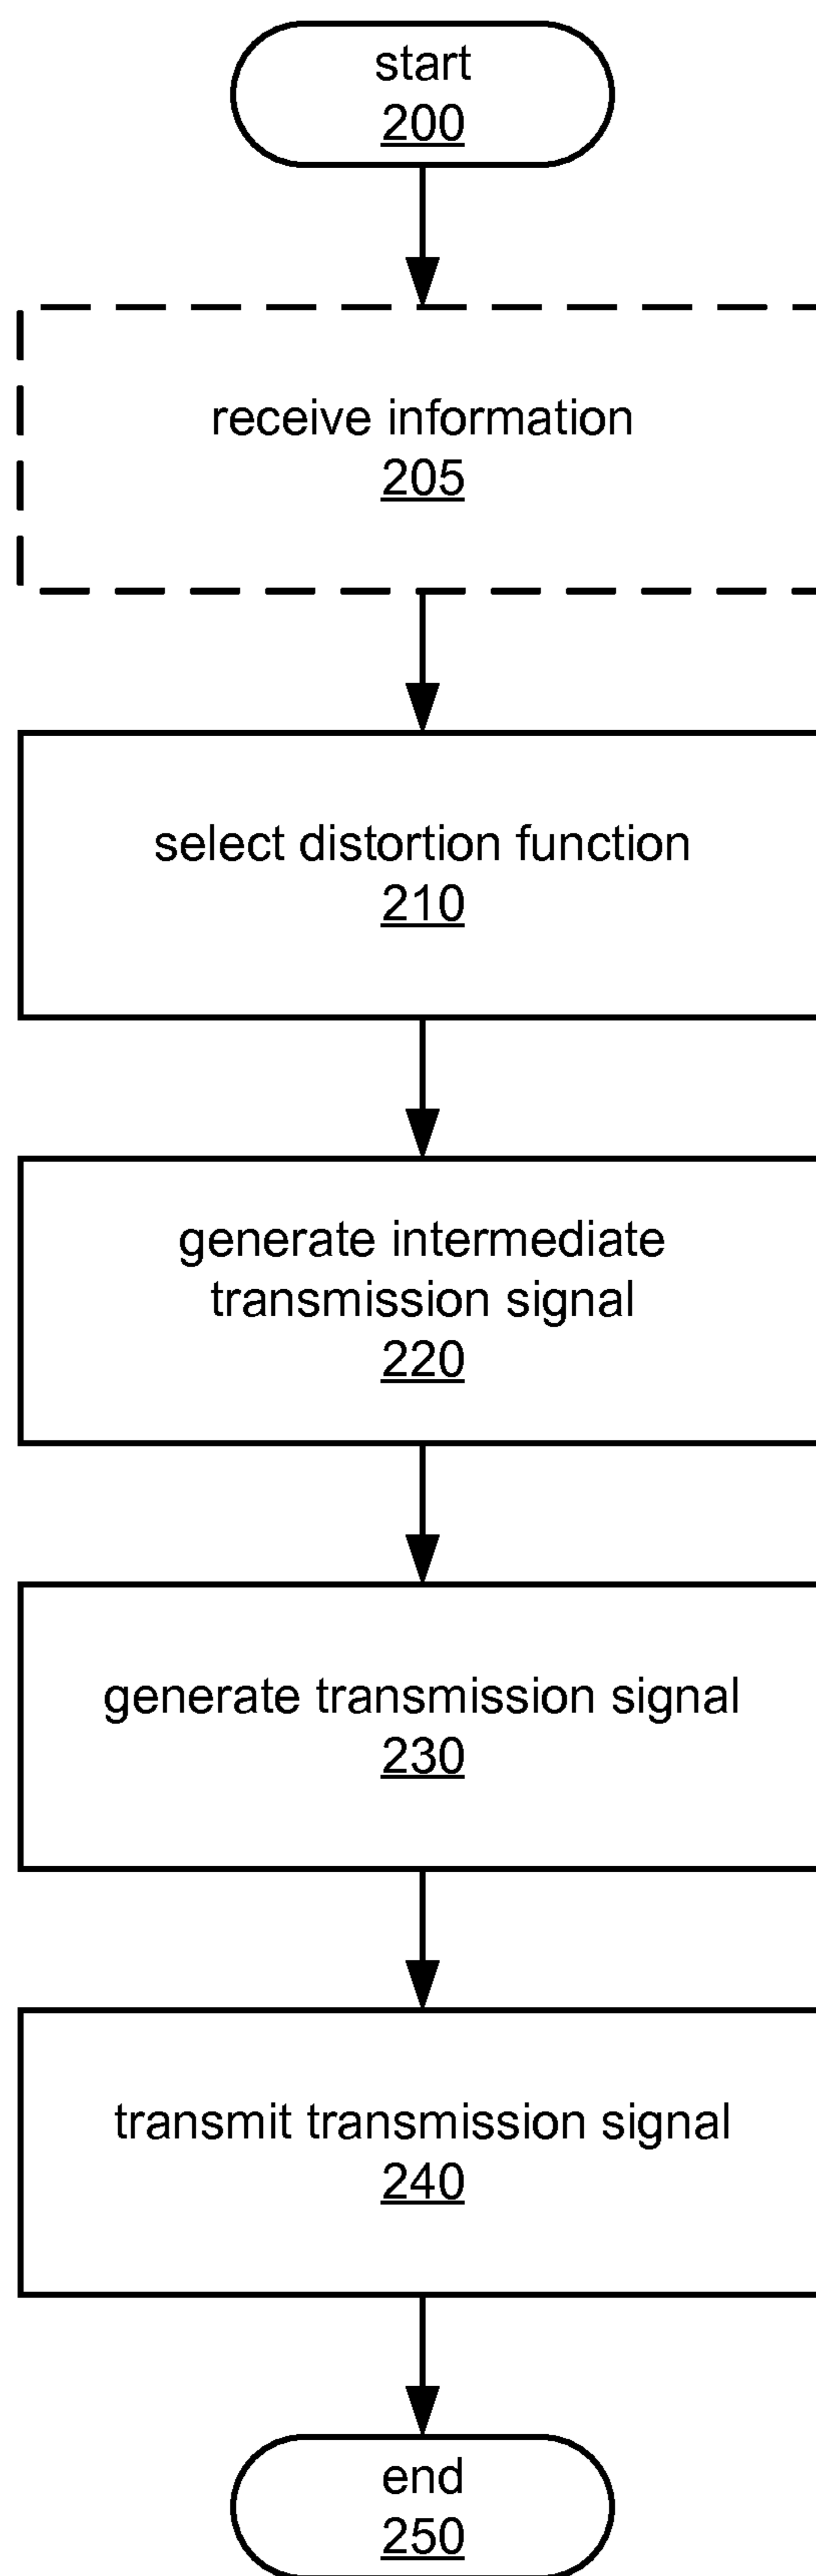 start
200
receive information
205
select distortion function
210
generate intermediate
transmission signal
220
generate transmission signal
230
transmit transmission signal
240
end
250